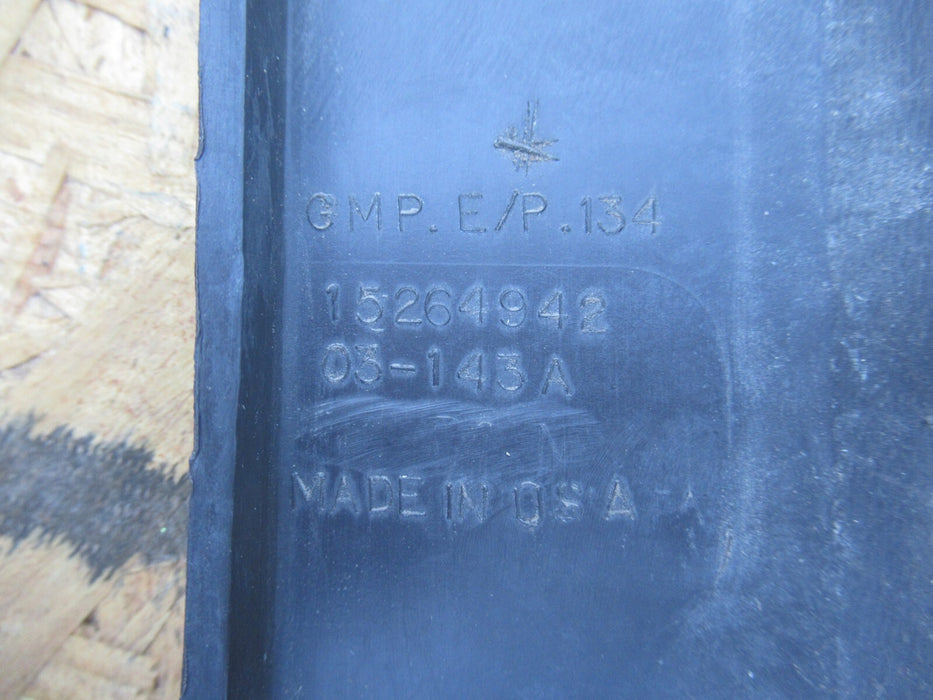 GMP. E/P.134
15264942
03-143A
MADE IN USA